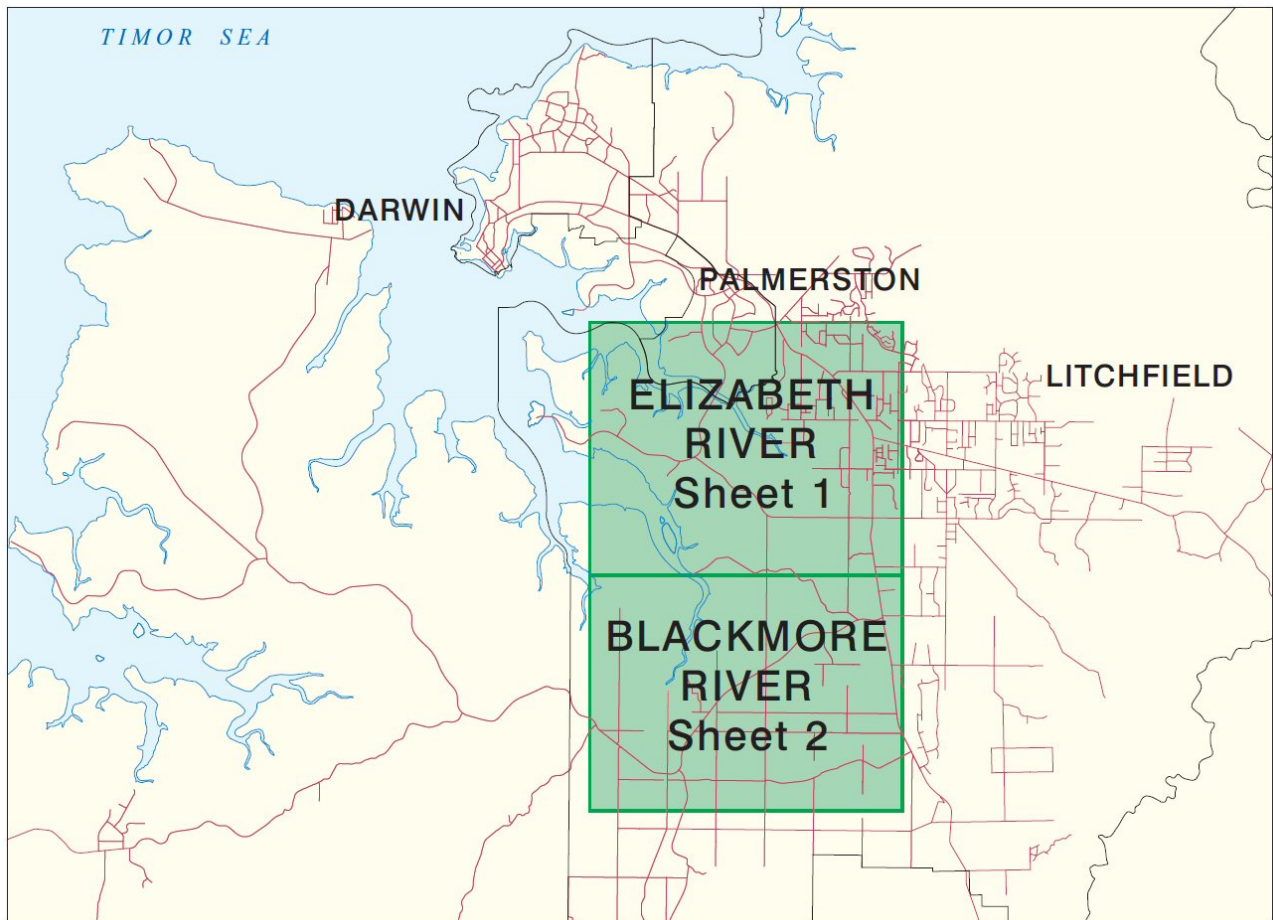 TIMOR SEA
DARWIN
PALMERSTON
LITCHFIELD
ELIZABETH
RIVER
Sheet 1
BLACKMORE
RIVER
Sheet 2